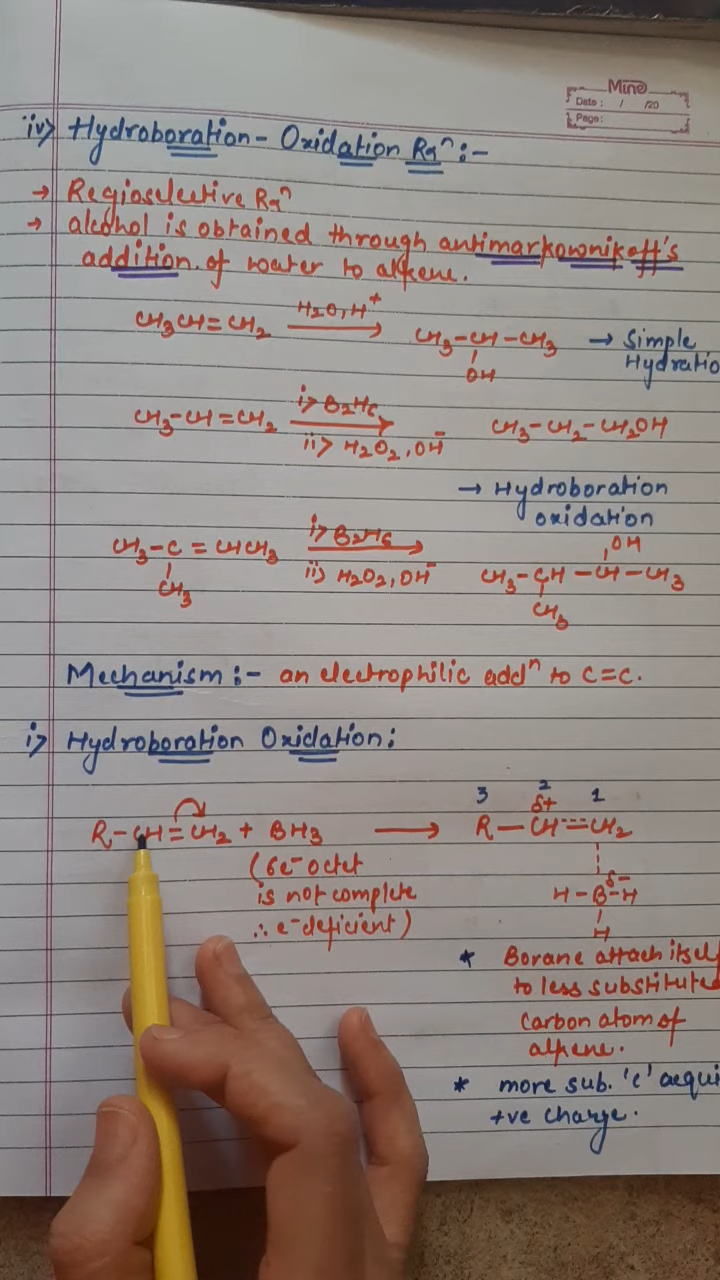 Mine
Date : / /20
Page:
iv) Hydroboration - Oxidation Rxⁿ :-
→ Regioselective Rxⁿ
→ alcohol is obtained through antimarkownikoff's
addition of water to alkene.
CH3CH=CH2 H2O, H⁺ → CH3-CH-CH3 → Simple
OH Hydratio
CH3-CH=CH2 i) B2H6 → CH3-CH2-CH2OH
ii) H2O2, OH⁻
→ Hydroboration
oxidation
CH3-C=CHCH3 i) B2H6 → CH3-CH-CH-CH3
OH
CH3 ii) H2O2, OH⁻ CH3
Mechanism :- an electrophilic addⁿ to C=C.
i) Hydroboration Oxidation :
3 2 1
δ+
R-CH=CH2 + BH3 → R-CH=CH2
(6e⁻ octet δ⁻
is not complete H-B-H
∴ e⁻ deficient) H
* Borane attach itself
to less substitute
carbon atom of
alkene.
* more sub. 'c' acqui
+ve charge.